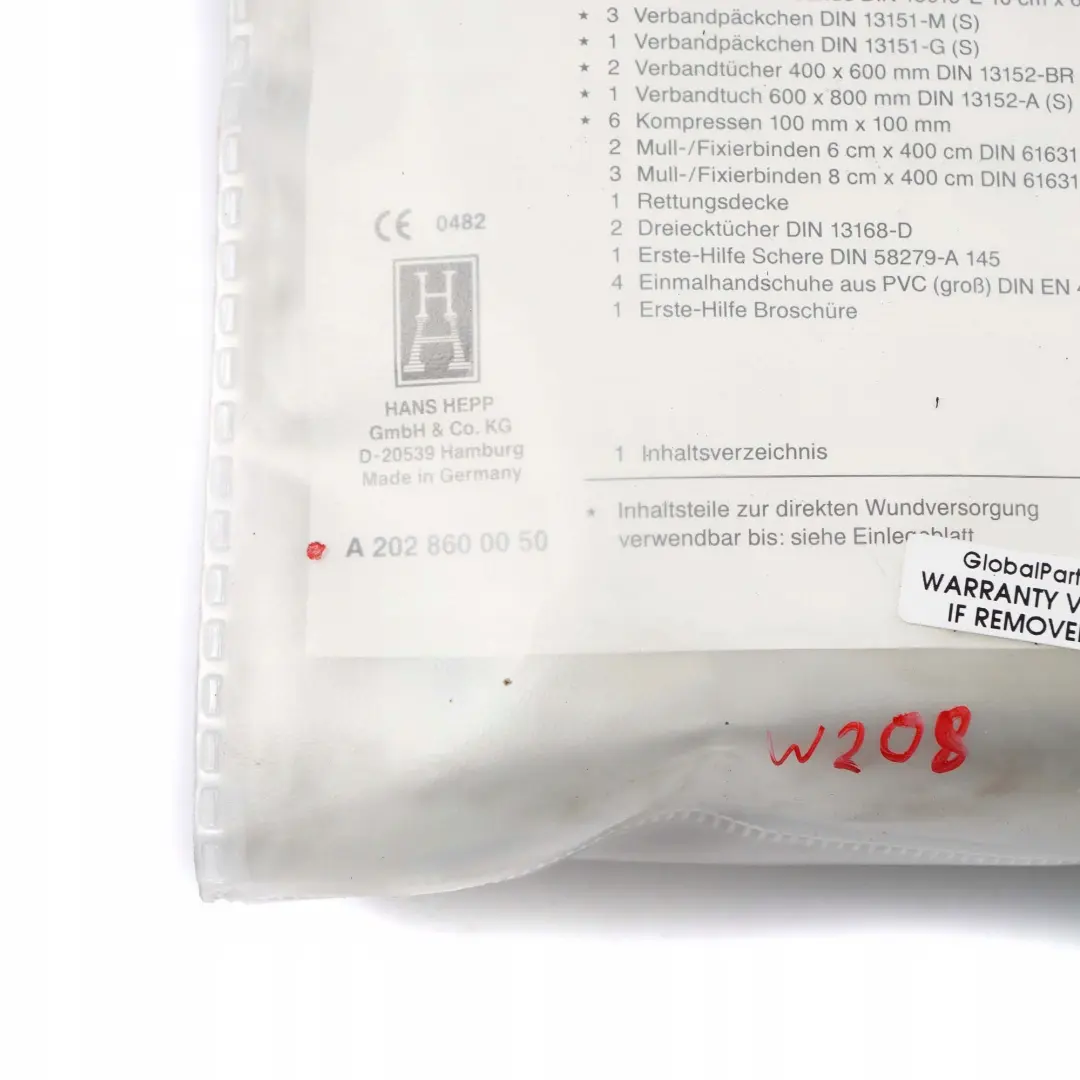 ★ 3 Verbandpäckchen DIN 13151-M (S)
★ 1 Verbandpäckchen DIN 13151-G (S)
★ 2 Verbandtücher 400 x 600 mm DIN 13152-BR
★ 1 Verbandtuch 600 x 800 mm DIN 13152-A (S)
★ 6 Kompressen 100 mm x 100 mm
2 Mull-/Fixierbinden 6 cm x 400 cm DIN 61631
3 Mull-/Fixierbinden 8 cm x 400 cm DIN 61631
1 Rettungsdecke
2 Dreiecktücher DIN 13168-D
1 Erste-Hilfe Schere DIN 58279-A 145
4 Einmalhandschuhe aus PVC (groß) DIN EN
1 Erste-Hilfe Broschüre
CE 0482
HA
HANS HEPP
GmbH & Co. KG
D-20539 Hamburg
Made in Germany
A 202 860 00 50
1 Inhaltsverzeichnis
★ Inhaltsteile zur direkten Wundversorgung
verwendbar bis: siehe Einlegeblatt
GlobalPart
WARRANTY V
IF REMOVE
W208